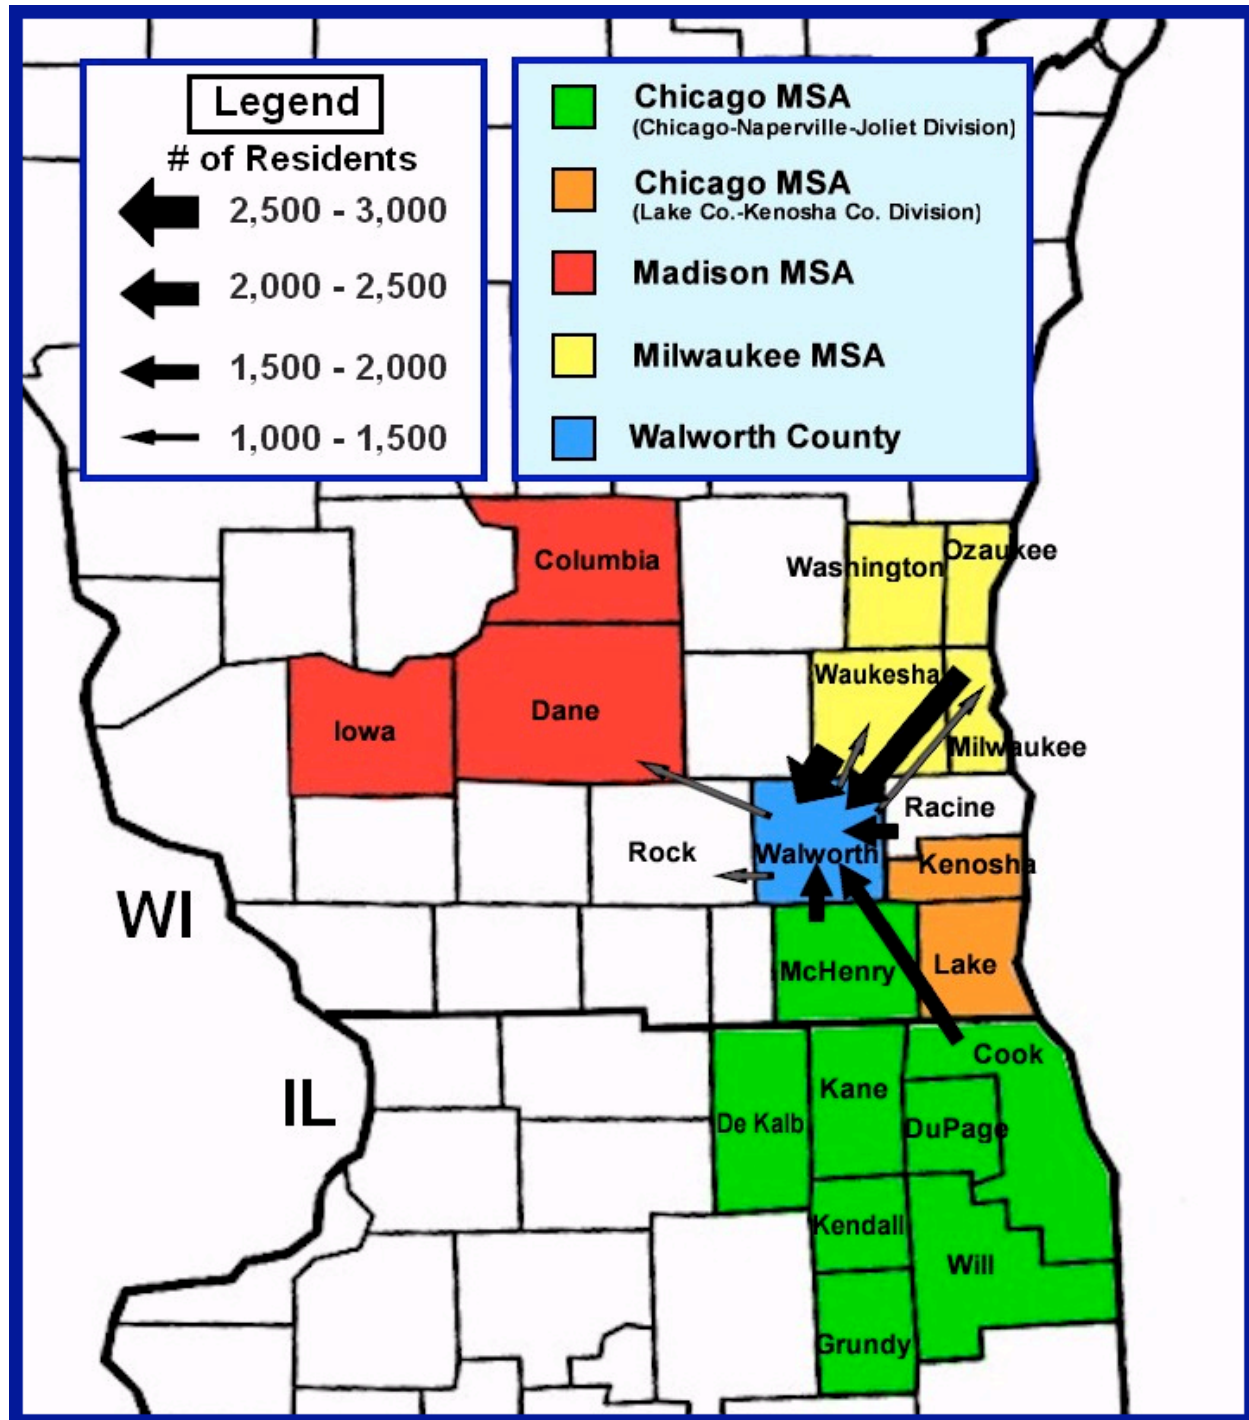 Legend
# of Residents
2,500 - 3,000
2,000 - 2,500
1,500 - 2,000
1,000 - 1,500
Chicago MSA
(Chicago-Naperville-Joliet Division)
Chicago MSA
(Lake Co.-Kenosha Co. Division)
Madison MSA
Milwaukee MSA
Walworth County
Columbia
Washington
Ozaukee
Iowa
Dane
Waukesha
Milwaukee
Rock
Walworth
Racine
Kenosha
WI
McHenry
Lake
IL
De Kalb
Kane
Cook
DuPage
Kendall
Will
Grundy